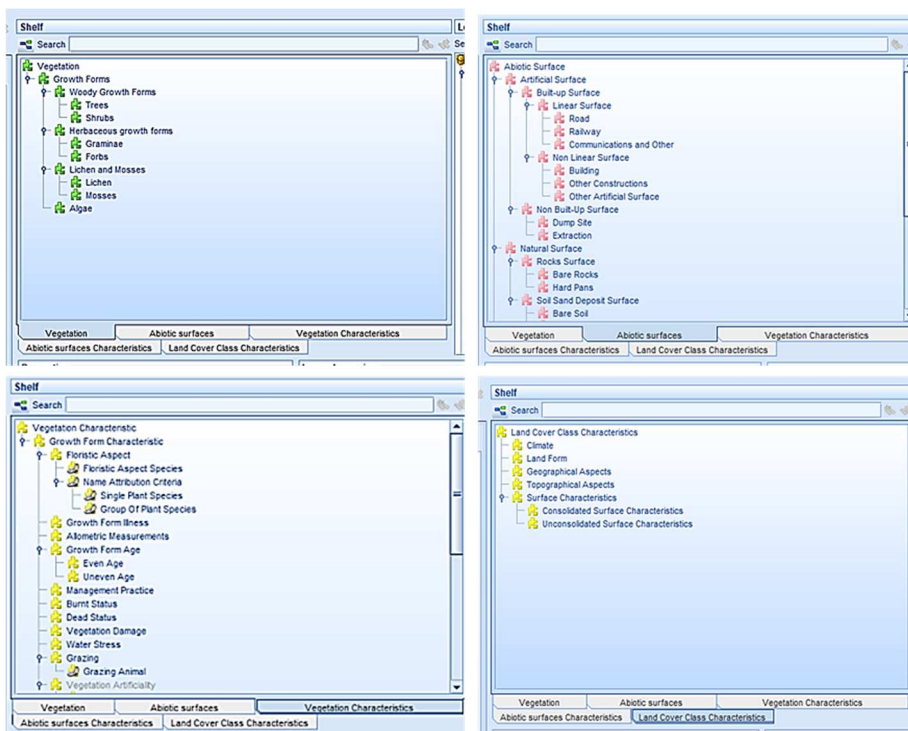 Shelf
Search
Vegetation
Growth Forms
Woody Growth Forms
Trees
Shrubs
Herbaceous growth forms
Graminae
Forbs
Lichen and Mosses
Lichen
Mosses
Algae
Vegetation Abiotic surfaces Vegetation Characteristics
Abiotic surfaces Characteristics Land Cover Class Characteristics
Se
Shelf
Search
Abiotic Surface
Artificial Surface
Built-up Surface
Linear Surface
Road
Railway
Communications and Other
Non Linear Surface
Building
Other Constructions
Other Artificial Surface
Non Built-Up Surface
Dump Site
Extraction
Natural Surface
Rocks Surface
Bare Rocks
Hard Pans
Soil Sand Deposit Surface
Bare Soil
Vegetation Abiotic surfaces Vegetation Characteristics
Abiotic surfaces Characteristics Land Cover Class Characteristics
Shelf
Search
Vegetation Characteristic
Growth Form Characteristic
Floristic Aspect
Floristic Aspect Species
Name Attribution Criteria
Single Plant Species
Group Of Plant Species
Growth Form Illness
Allometric Measurements
Growth Form Age
Even Age
Uneven Age
Management Practice
Burnt Status
Dead Status
Vegetation Damage
Water Stress
Grazing
Grazing Animal
Vegetation Artificiality
Vegetation Abiotic surfaces Vegetation Characteristics
Abiotic surfaces Characteristics Land Cover Class Characteristics
Shelf
Search
Land Cover Class Characteristics
Climate
Land Form
Geographical Aspects
Topographical Aspects
Surface Characteristics
Consolidated Surface Characteristics
Unconsolidated Surface Characteristics
Vegetation Abiotic surfaces Vegetation Characteristics
Abiotic surfaces Characteristics Land Cover Class Characteristics